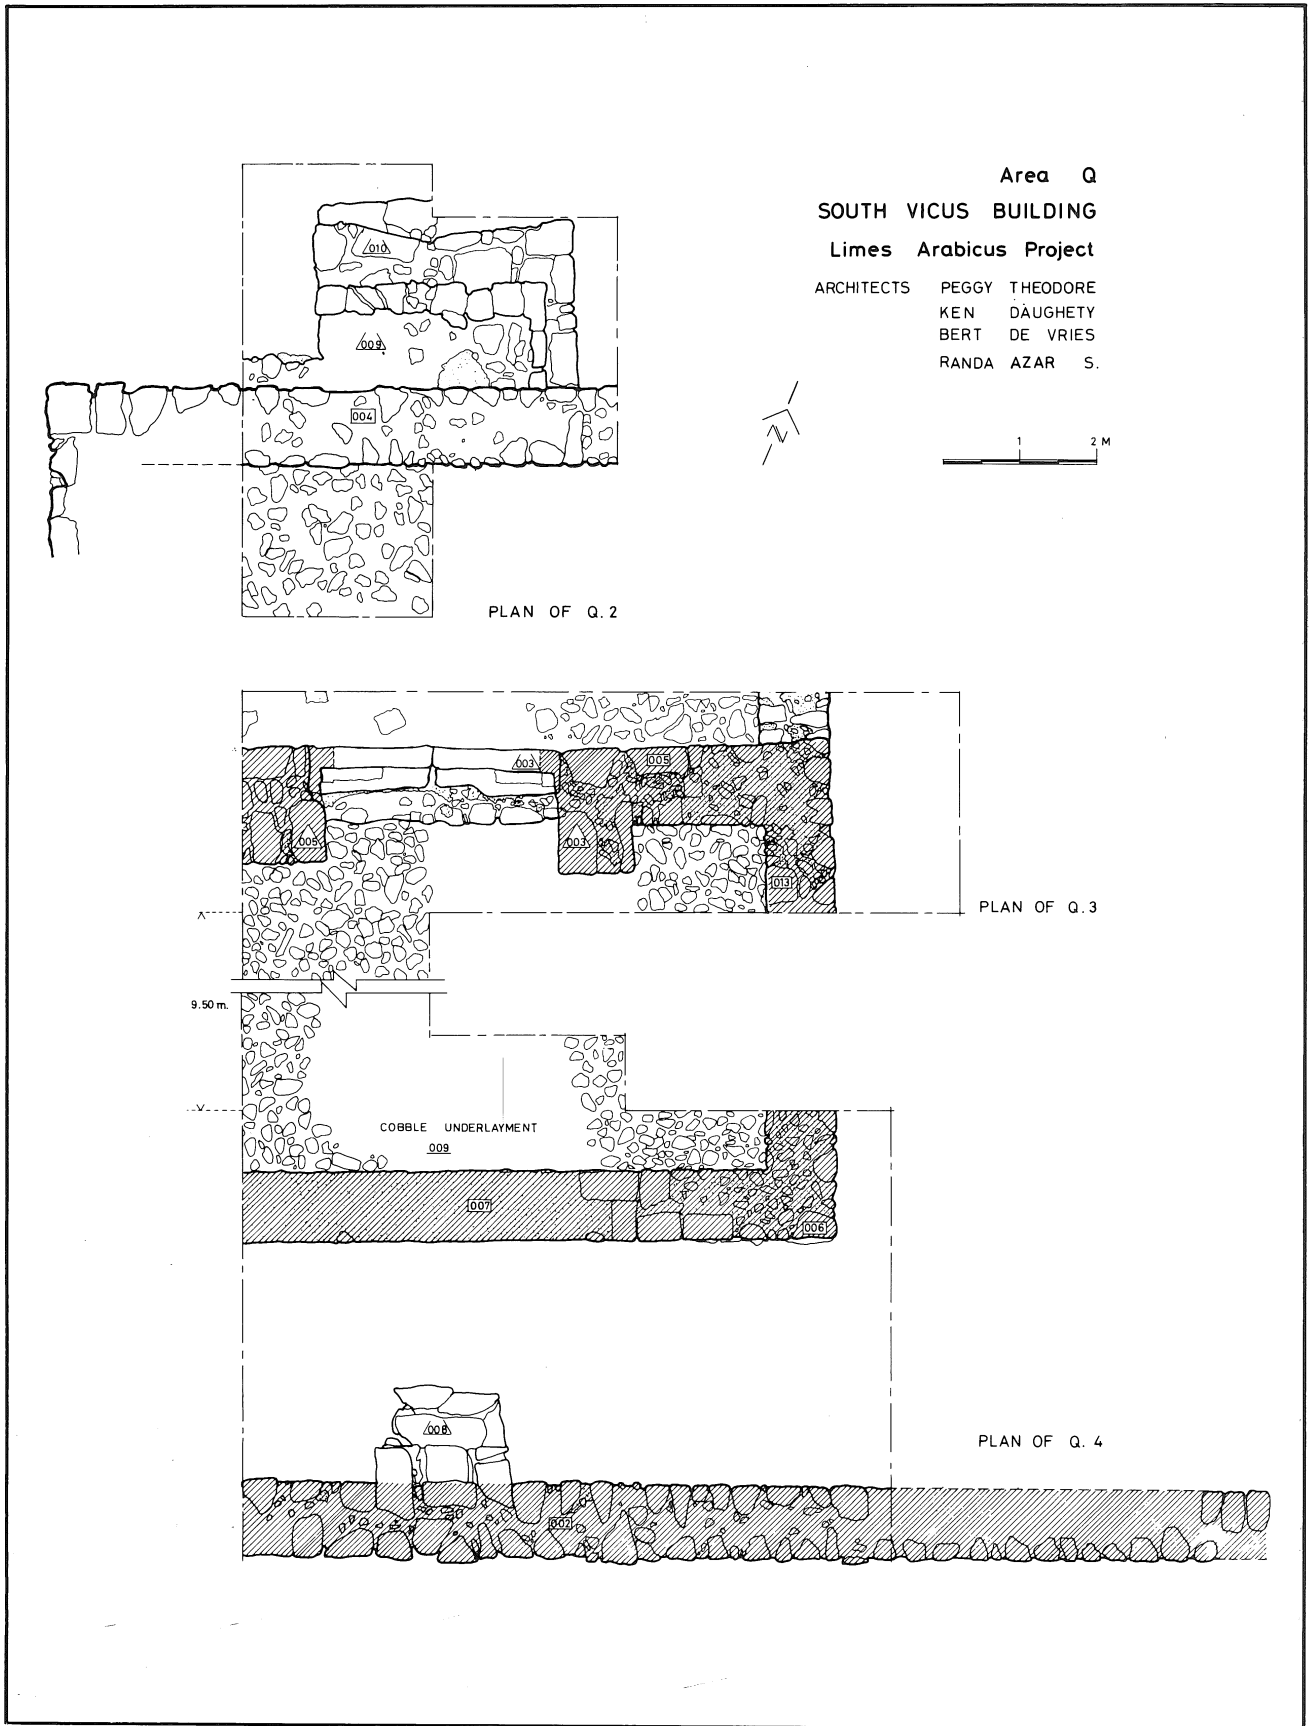 Area Q
SOUTH VICUS BUILDING
Limes Arabicus Project
ARCHITECTS PEGGY THEODORE
KEN DAUGHETY
BERT DE VRIES
RANDA AZAR S.
N
1 2 M
010
009
004
PLAN OF Q.2
003
005
005
003
013
PLAN OF Q.3
9.50 m.
COBBLE UNDERLAYMENT
009
007
006
008
PLAN OF Q. 4
002